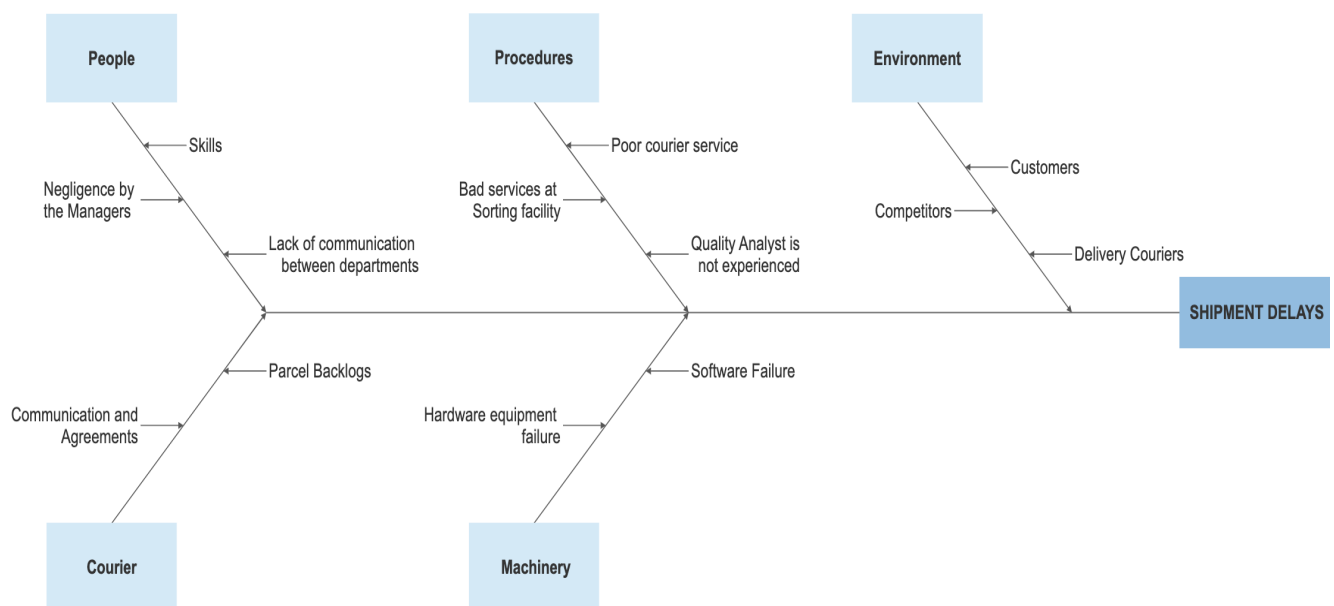 People
Procedures
Environment
Skills
Poor courier service
Customers
Negligence by
the Managers
Bad services at
Sorting facility
Competitors
Lack of communication
between departments
Quality Analyst is
not experienced
Delivery Couriers
SHIPMENT DELAYS
Parcel Backlogs
Software Failure
Communication and
Agreements
Hardware equipment
failure
Courier
Machinery